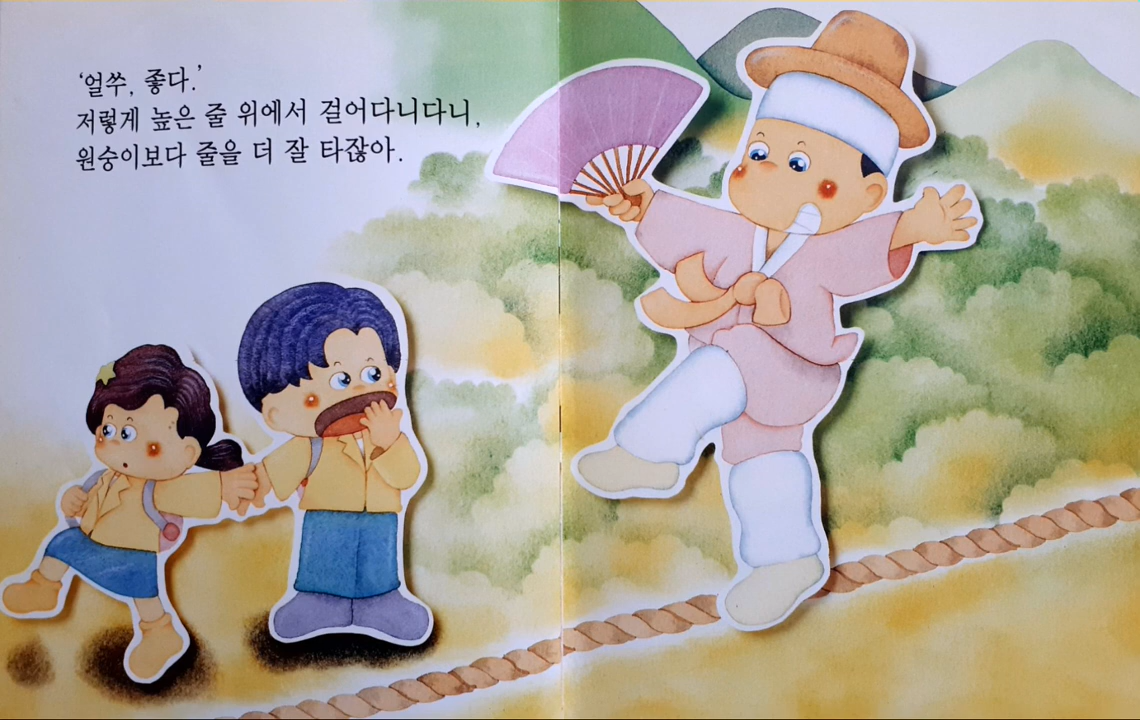 ‘얼쑤, 좋다.’
저렇게 높은 줄 위에서 걸어다니다니,
원숭이보다 줄을 더 잘 타잖아.